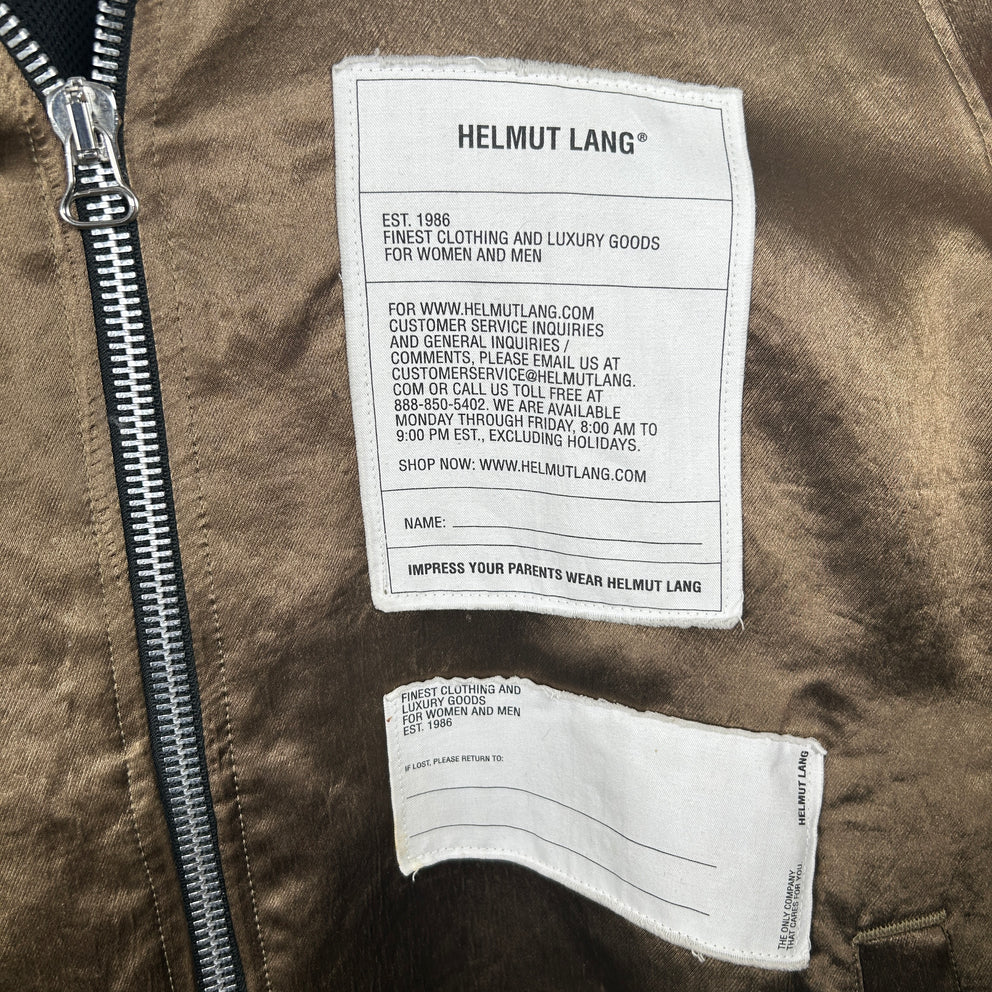 HELMUT LANG®
EST. 1986
FINEST CLOTHING AND LUXURY GOODS
FOR WOMEN AND MEN
FOR WWW.HELMUTLANG.COM
CUSTOMER SERVICE INQUIRIES
AND GENERAL INQUIRIES /
COMMENTS, PLEASE EMAIL US AT
CUSTOMERSERVICE@HELMUTLANG.
COM OR CALL US TOLL FREE AT
888-850-5402. WE ARE AVAILABLE
MONDAY THROUGH FRIDAY, 8:00 AM TO
9:00 PM EST., EXCLUDING HOLIDAYS.
SHOP NOW: WWW.HELMUTLANG.COM
NAME:
IMPRESS YOUR PARENTS WEAR HELMUT LANG
FINEST CLOTHING AND
LUXURY GOODS
FOR WOMEN AND MEN
EST. 1986
IF LOST, PLEASE RETURN TO:
HELMUT LANG
THE ONLY COMPANY
THAT CARES FOR YOU